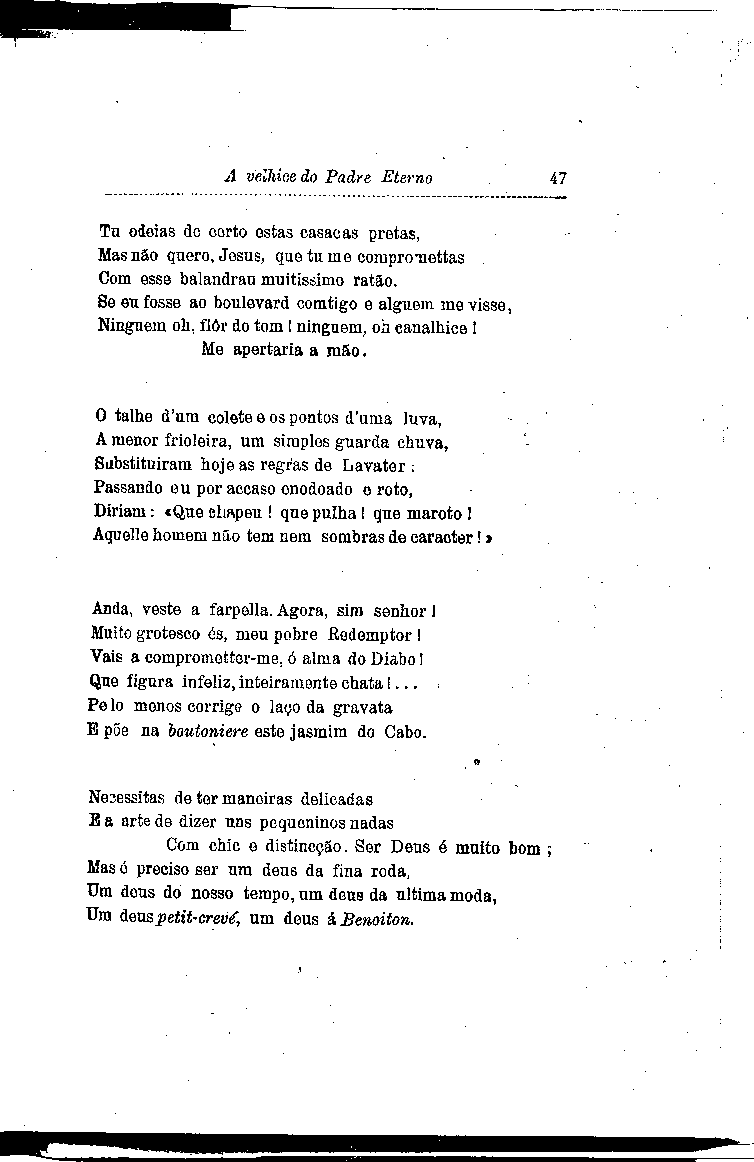 A velhice do Padre Eterno 47
Tu odeias de certo estas casacas pretas,
Mas não quero, Jesus, que tu me compromettas
Com esse balandrau muitissimo ratão.
Se eu fosse ao boulevard comtigo e alguem me visse,
Ninguem oh, flôr do tom! ninguem, oh canalhice!
Me apertaria a mão.
O talhe d'um colete e os pontos d'uma luva,
A menor frioleira, um simples guarda chuva,
Substituiram hoje as regras de Lavater:
Passando eu por accaso enodoado e roto,
Diriam: «Que chapeu! que pulha! que maroto!
Aquelle homem não tem nem sombras de caracter!»
Anda, veste a farpella. Agora, sim senhor!
Muito grotesco és, meu pobre Redemptor!
Vais a comprometter-me, ó alma do Diabo!
Que figura infeliz, inteiramente chata!...
Pelo menos corrige o laço da gravata
E põe na boutoniere este jasmim do Cabo.
Necessitas de ter maneiras delicadas
E a arte de dizer uns pequeninos nadas
Com chic e distincção. Ser Deus é muito bom;
Mas é preciso ser um deus da fina roda,
Um deus do nosso tempo, um deus da ultima moda,
Um deus petit-crevé, um deus á Benoiton.